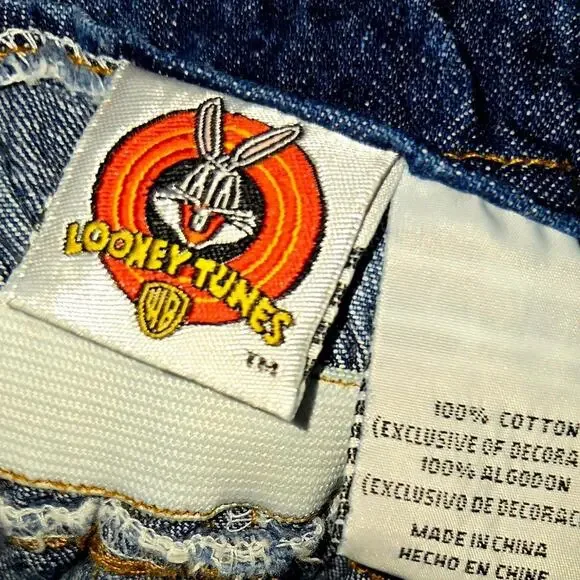 LOONEY TUNES
WB
TM
100% COTTON
(EXCLUSIVE OF DECORA
100% ALGODON
(EXCLUSIVO DE DECORAC
MADE IN CHINA
HECHO EN CHINE